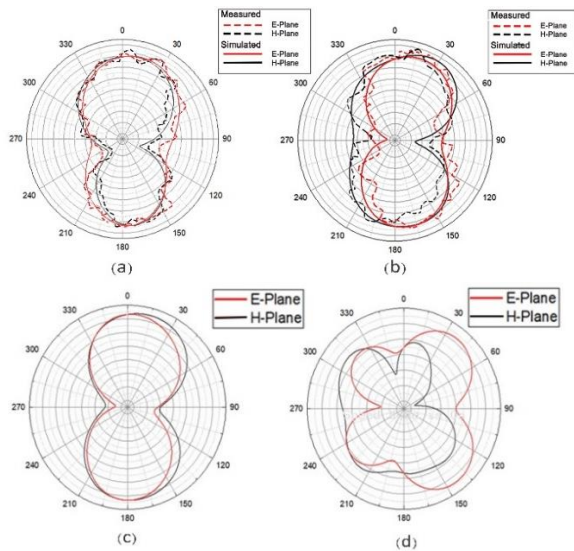 Measured
E-Plane
H-Plane
Simulated
E-Plane
H-Plane
0
30
60
90
120
150
180
210
240
270
300
330
(a)
Measured
E-Plane
H-Plane
Simulated
E-Plane
H-Plane
0
30
60
90
120
150
180
210
240
270
300
330
(b)
E-Plane
H-Plane
0
30
60
90
120
150
180
210
240
270
300
330
(c)
E-Plane
H-Plane
0
30
60
90
120
150
180
210
240
270
300
330
(d)